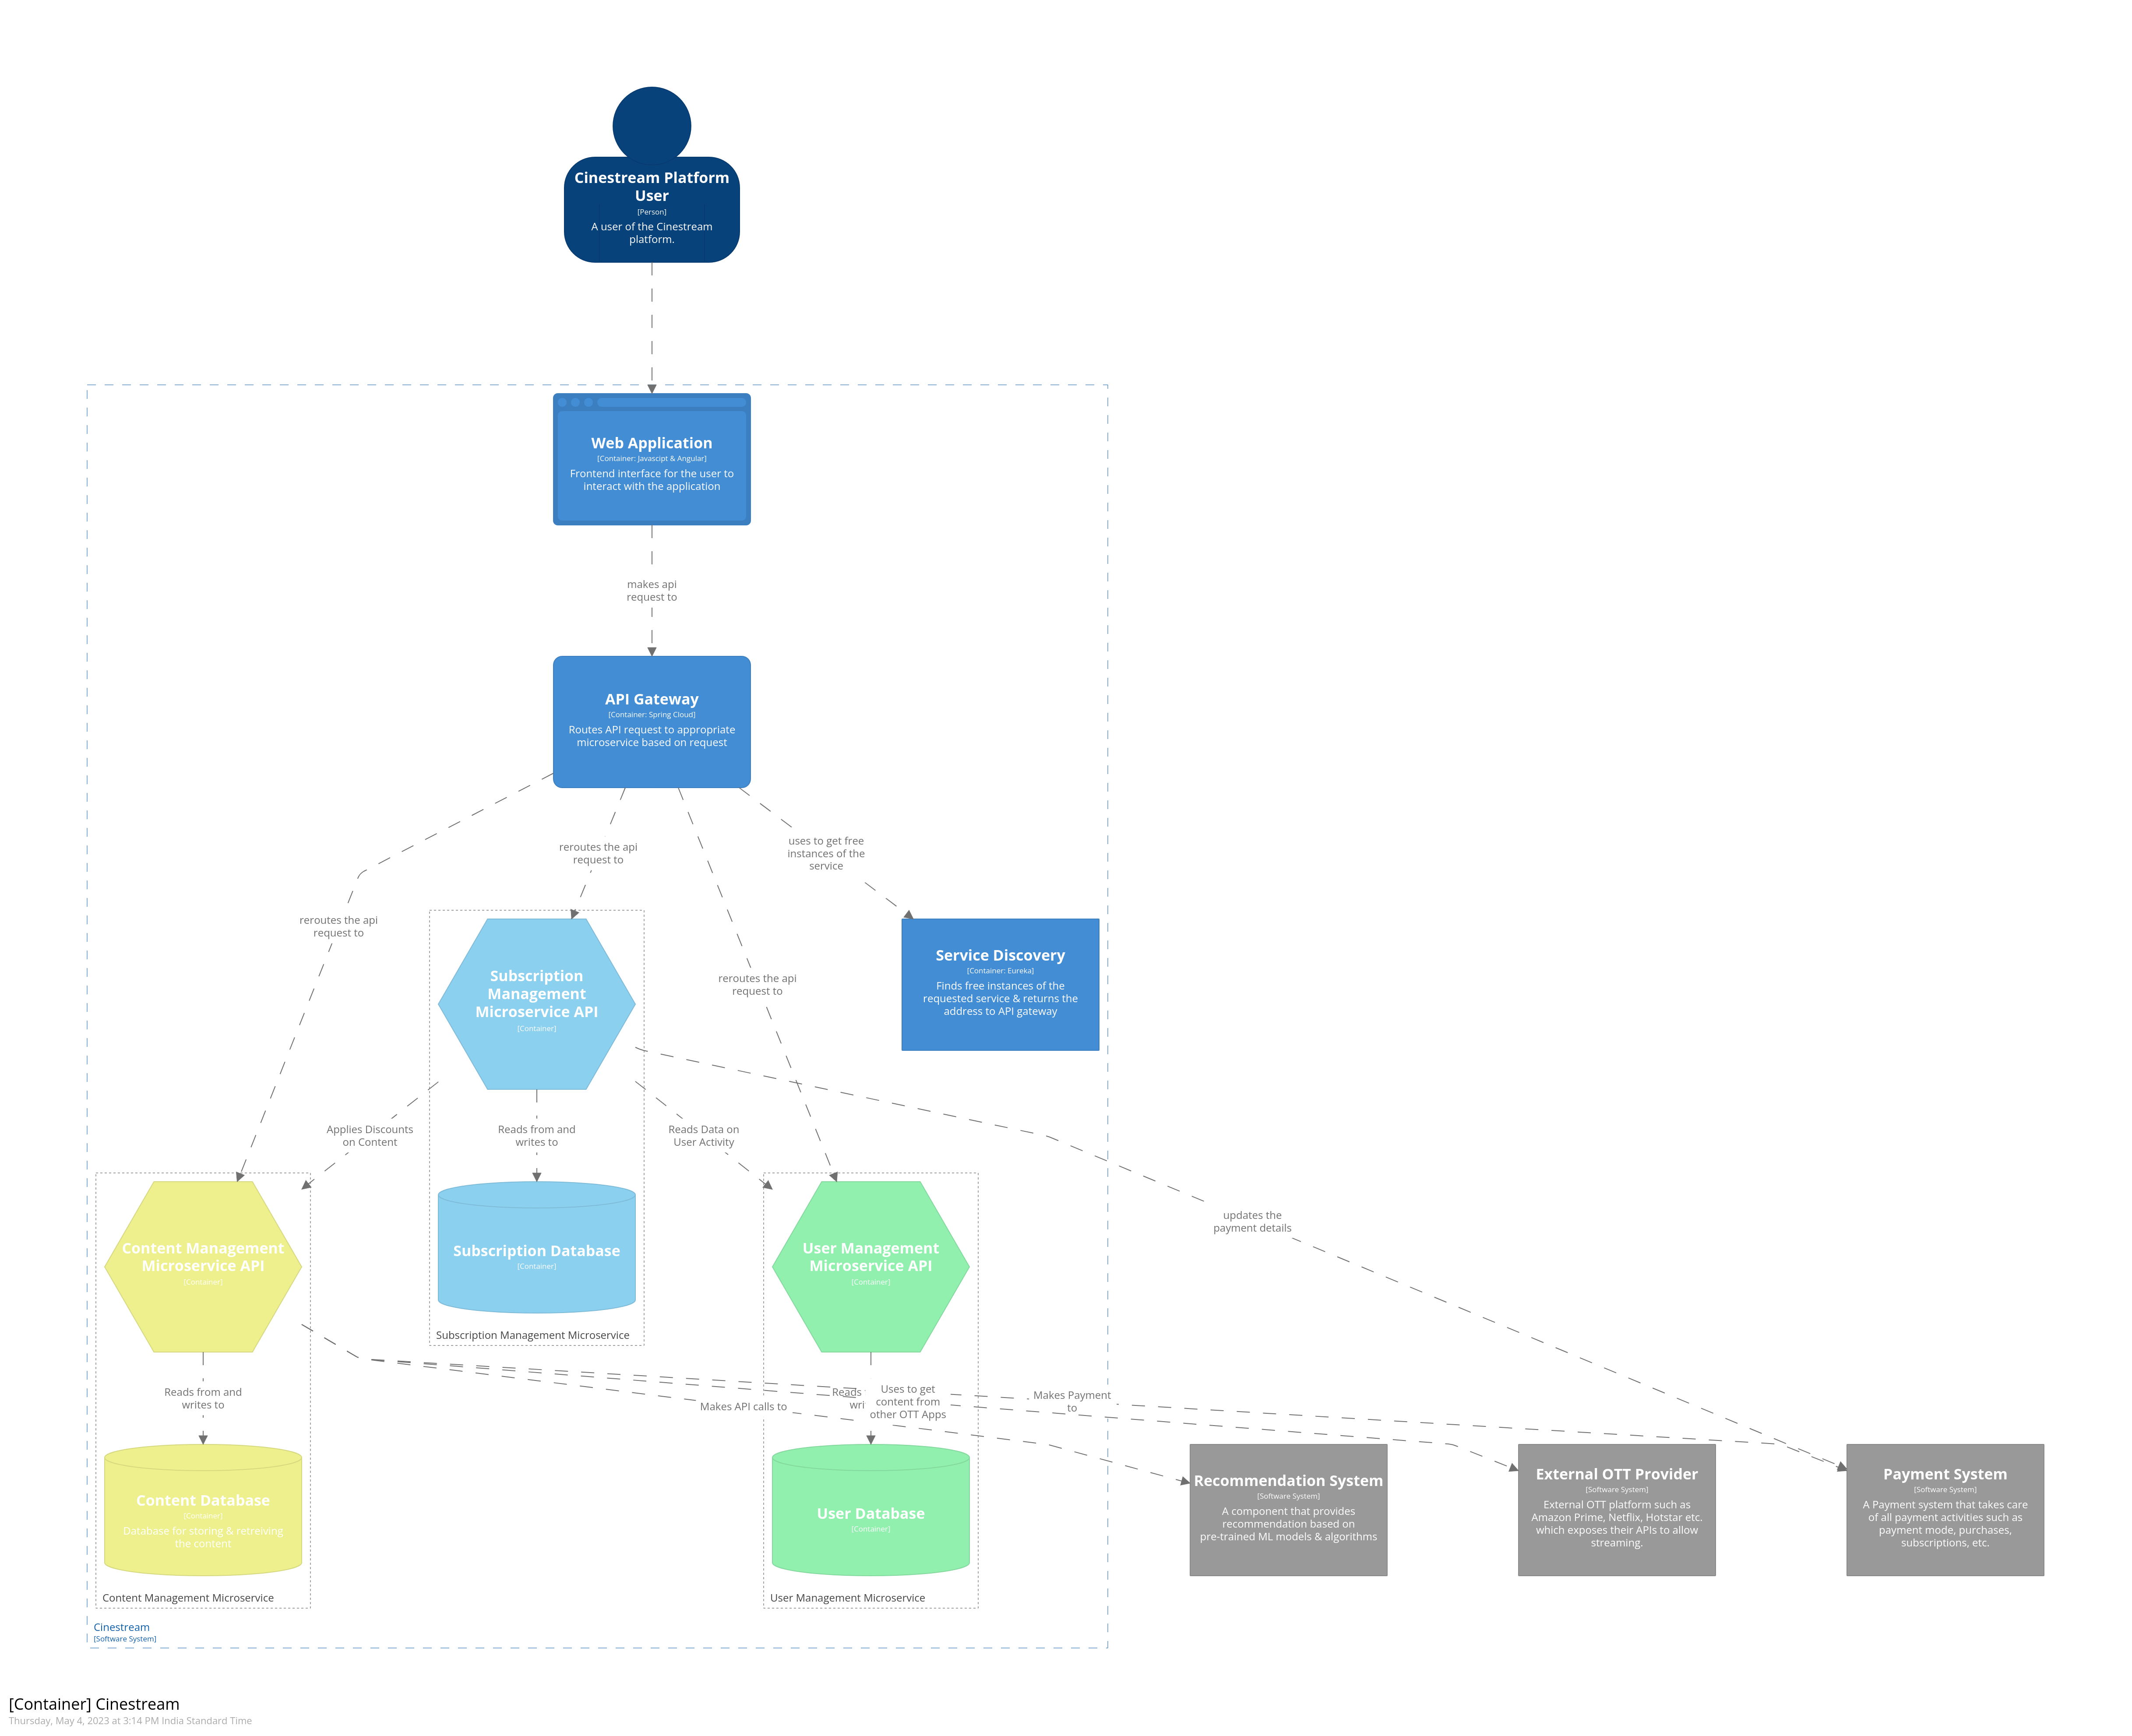 Cinestream Platform
User
[Person]
A user of the Cinestream
platform.
Web Application
[Container: Javascipt & Angular]
Frontend interface for the user to
interact with the application
makes api
request to
API Gateway
[Container: Spring Cloud]
Routes API request to appropriate
microservice based on request
reroutes the api
request to
reroutes the api
request to
reroutes the api
request to
uses to get free
instances of the
service
Subscription
Management
Microservice API
[Container]
Service Discovery
[Container: Eureka]
Finds free instances of the
requested service & returns the
address to API gateway
Applies Discounts
on Content
Reads from and
writes to
Reads Data on
User Activity
updates the
payment details
Content Management
Microservice API
[Container]
Subscription Database
[Container]
Subscription Management Microservice
User Management
Microservice API
[Container]
Reads from and
writes to
Makes API calls to
Reads
wri
Uses to get
content from
other OTT Apps
Makes Payment
to
Content Database
[Container]
Database for storing & retreiving
the content
Content Management Microservice
User Database
[Container]
User Management Microservice
Recommendation System
[Software System]
A component that provides
recommendation based on
pre-trained ML models & algorithms
External OTT Provider
[Software System]
External OTT platform such as
Amazon Prime, Netflix, Hotstar etc.
which exposes their APIs to allow
streaming.
Payment System
[Software System]
A Payment system that takes care
of all payment activities such as
payment mode, purchases,
subscriptions, etc.
Cinestream
[Software System]
[Container] Cinestream
Thursday, May 4, 2023 at 3:14 PM India Standard Time